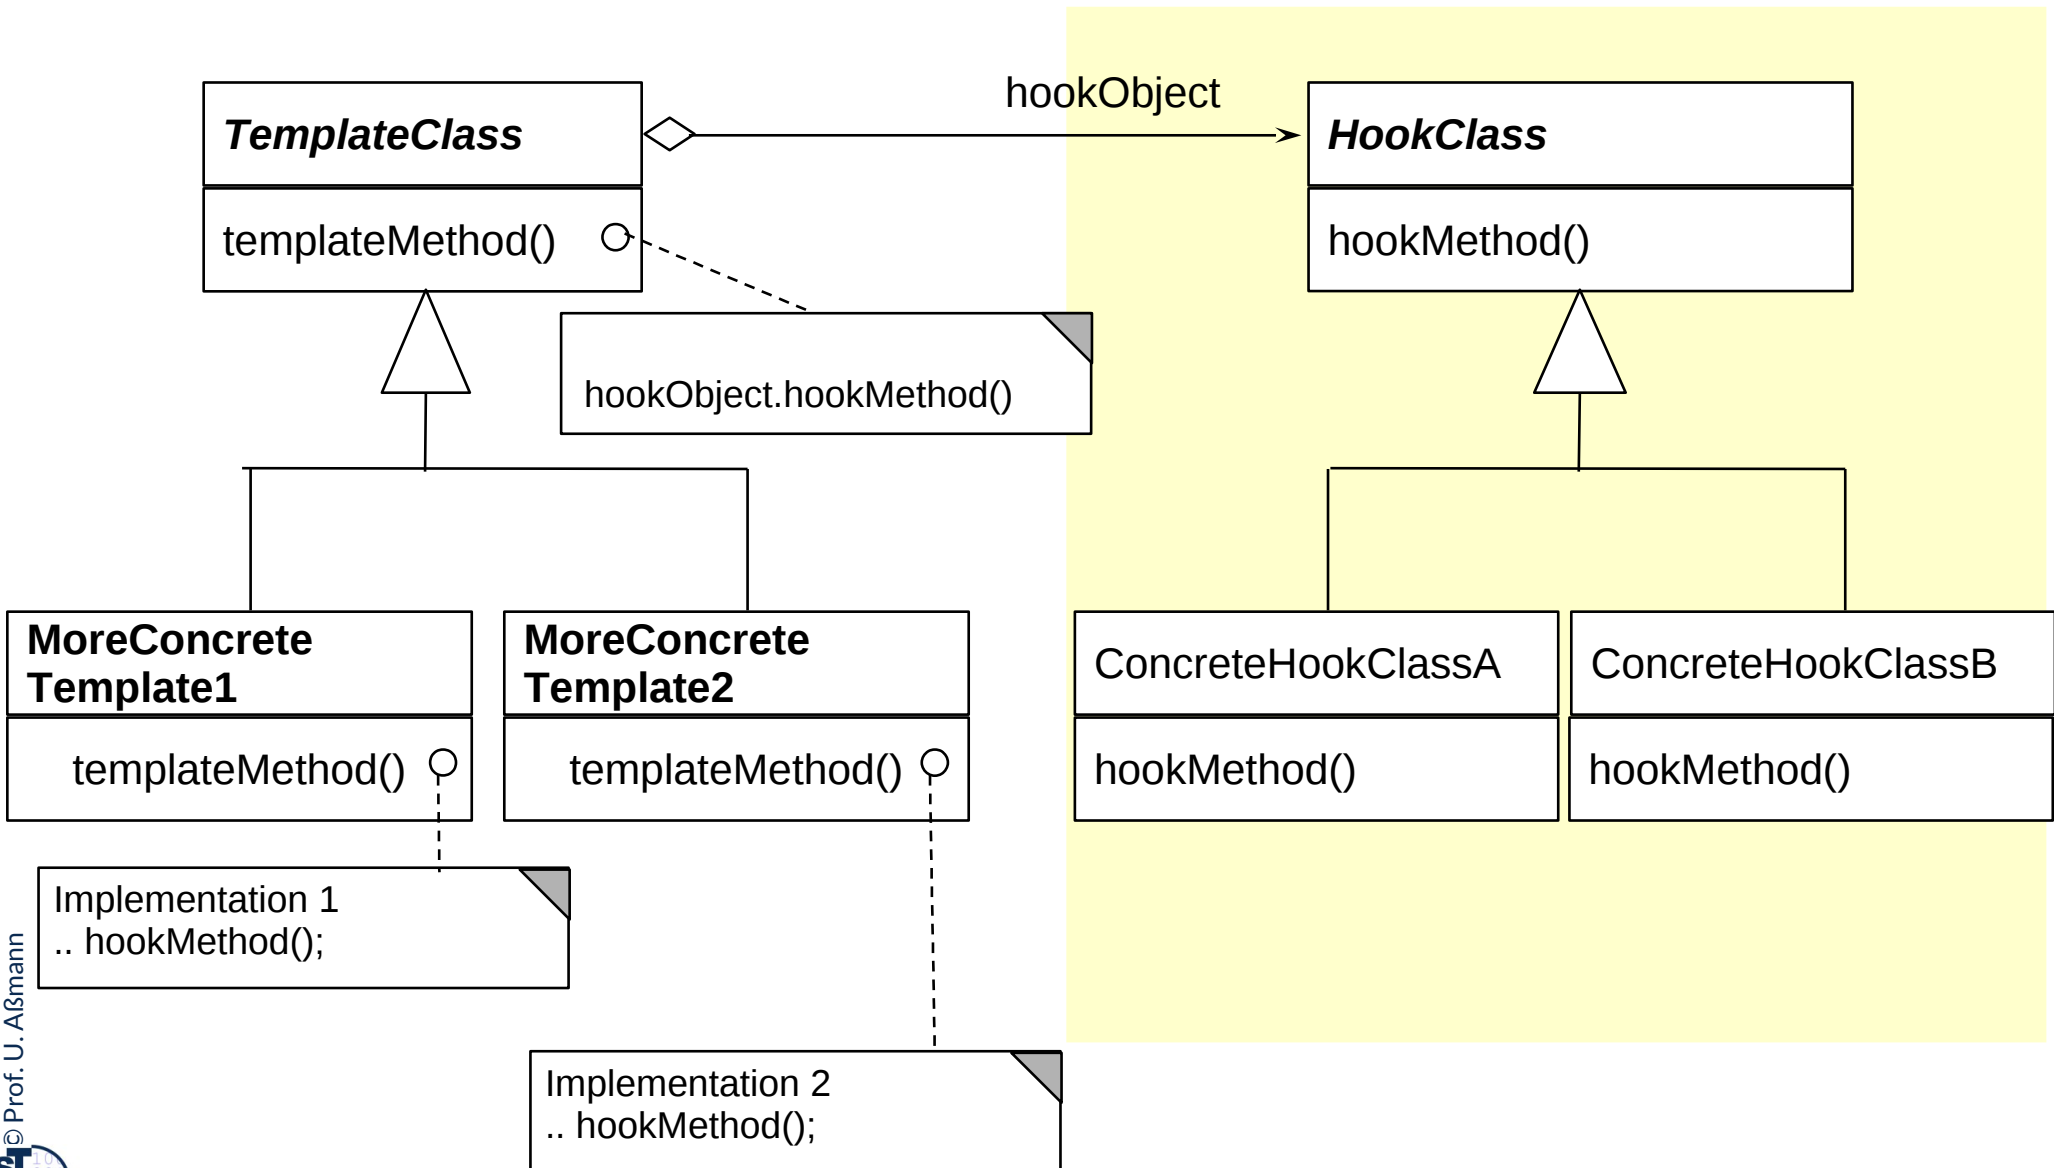 hookObject
TemplateClass
HookClass
templateMethod()
hookMethod()
hookObject.hookMethod()
MoreConcrete
Template1
MoreConcrete
Template2
ConcreteHookClassA
ConcreteHookClassB
templateMethod()
templateMethod()
hookMethod()
hookMethod()
Implementation 1
.. hookMethod();
Implementation 2
.. hookMethod();
© Prof. U. Aßmann